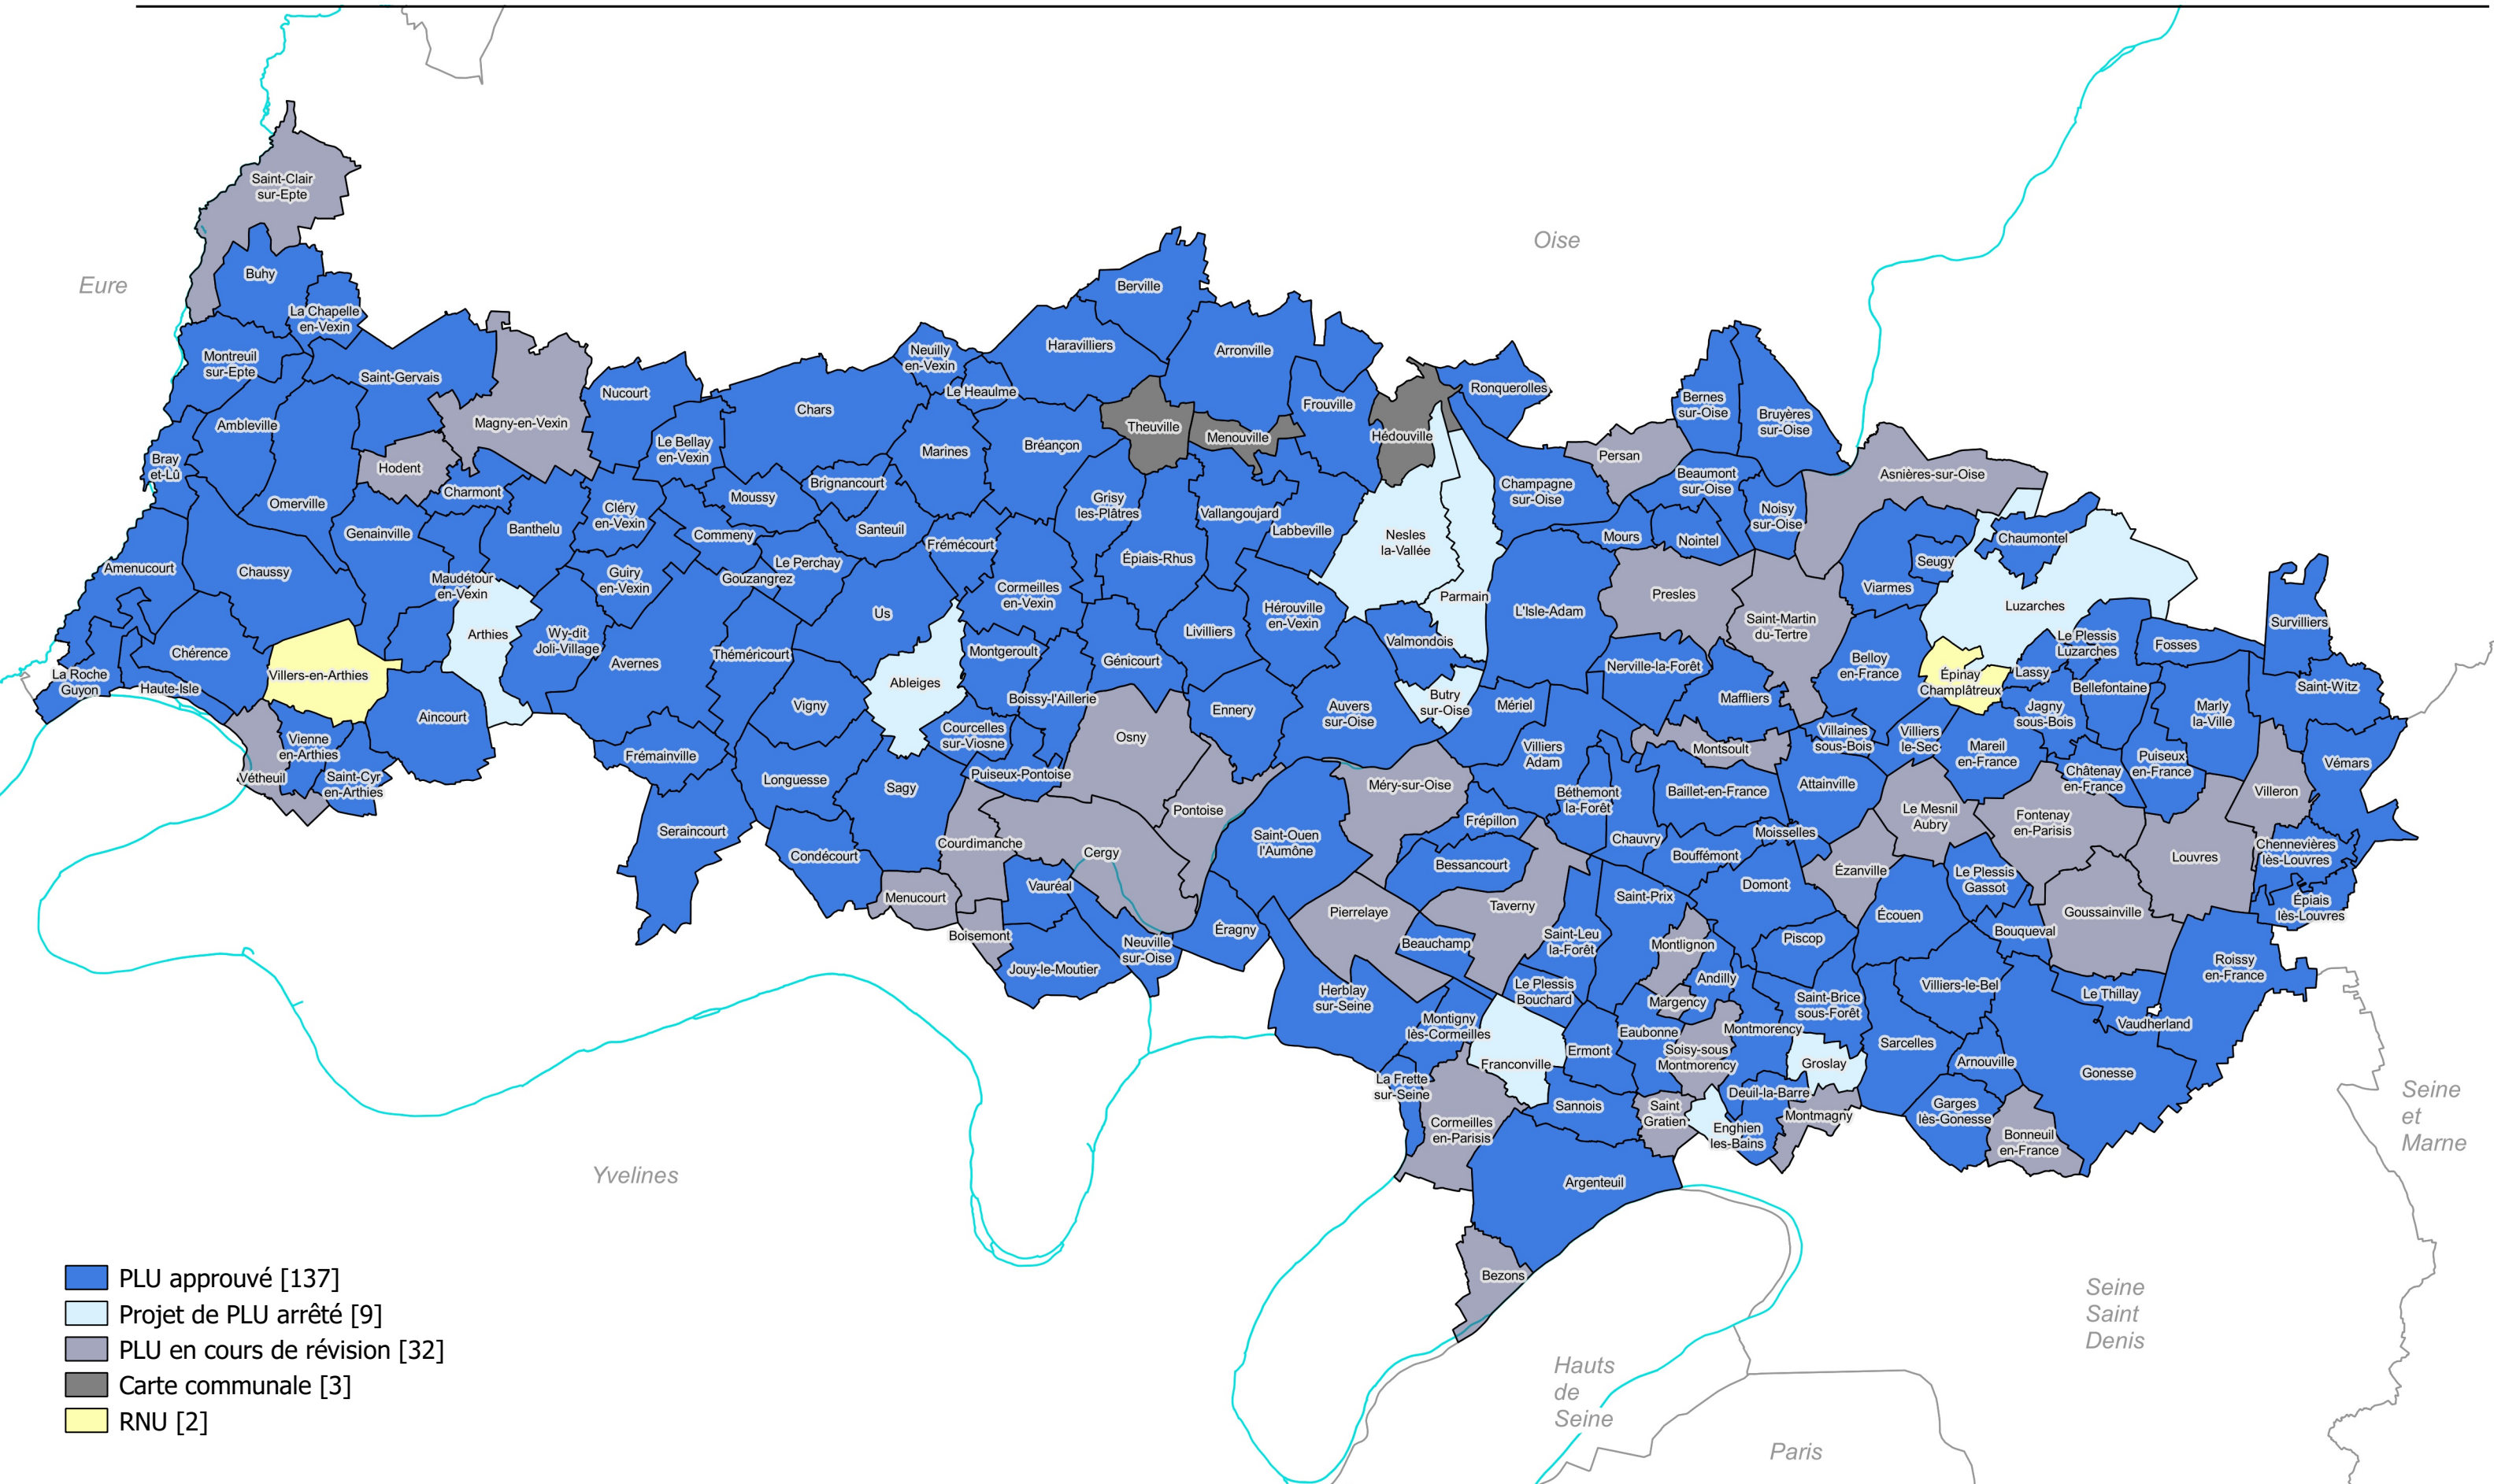 Oise
Eure
Saint-Clair
sur-Epte
Buhy
La Chapelle
en-Vexin
Montreuil
sur-Epte
Saint-Gervais
Magny-en-Vexin
Nucourt
Ambleville
Hodent
Bray
et-Lû
Omerville
Charmont
Genainville
Banthelu
Cléry
en-Vexin
Le Bellay
en-Vexin
Chars
Neuilly
en-Vexin
Le Heaulme
Haravilliers
Berville
Arronville
Theuville
Menouville
Frouville
Hédouville
Ronquerolles
Marines
Bréançon
Brignancourt
Moussy
Santeuil
Commeny
Gouzangrez
Le Perchay
Guiry
en-Vexin
Grisy
les-Plâtres
Vallangoujard
Labbeville
Épiais-Rhus
Frémécourt
Cormeilles
en-Vexin
Nesles
la-Vallée
Parmain
Champagne
sur-Oise
Persan
Bernes
sur-Oise
Bruyères
sur-Oise
Beaumont
sur-Oise
Mours
Nointel
Noisy
sur-Oise
Asnières-sur-Oise
Viarmes
Seugy
Chaumontel
Luzarches
Amenucourt
Chaussy
Maudétour
en-Vexin
Arthies
Wy-dit
Joli-Village
Avernes
Théméricourt
Us
Vigny
Ableiges
Montgeroult
Boissy-l'Aillerie
Génicourt
Livilliers
Hérouville
en-Vexin
Valmondois
L'Isle-Adam
Presles
Saint-Martin
du-Tertre
Nerville-la-Forêt
Maffliers
Belloy
en-France
Épinay
Champlâtreux
Lassy
Le Plessis
Luzarches
Bellefontaine
Fosses
Survilliers
Saint-Witz
Chérence
La Roche
Guyon
Haute-Isle
Villers-en-Arthies
Vienne
en-Arthies
Vétheuil
Saint-Cyr
en-Arthies
Aincourt
Frémainville
Seraincourt
Longuesse
Condécourt
Sagy
Courcelles
sur-Viosne
Puiseux-Pontoise
Osny
Ennery
Auvers
sur-Oise
Butry
sur-Oise
Mériel
Villiers
Adam
Montsoult
Villaines
sous-Bois
Villiers
le-Sec
Mareil
en-France
Jagny
sous-Bois
Marly
la-Ville
Puiseux
en-France
Châtenay
en-France
Vémars
Villeron
Pontoise
Courdimanche
Cergy
Menucourt
Boisemont
Vauréal
Jouy-le-Moutier
Neuville
sur-Oise
Éragny
Saint-Ouen
l'Aumône
Méry-sur-Oise
Frépillon
Bessancourt
Béthemont
la-Forêt
Chauvry
Baillet-en-France
Attainville
Moisselles
Bouffémont
Le Mesnil
Aubry
Fontenay
en-Parisis
Louvres
Chennevières
lès-Louvres
Épiais
lès-Louvres
Pierrelaye
Beauchamp
Taverny
Saint-Leu
la-Forêt
Saint-Prix
Domont
Ézanville
Écouen
Le Plessis
Gassot
Bouqueval
Goussainville
Roissy
en-France
Herblay
sur-Seine
Montigny
lès-Cormeilles
Le Plessis
Bouchard
Montlignon
Andilly
Margency
Piscop
Saint-Brice
sous-Forêt
Villiers-le-Bel
Le Thillay
Vaudherland
La Frette
sur-Seine
Franconville
Ermont
Eaubonne
Soisy-sous
Montmorency
Montmorency
Groslay
Sarcelles
Arnouville
Gonesse
Cormeilles
en-Parisis
Sannois
Saint
Gratien
Enghien
les-Bains
Deuil-la-Barre
Montmagny
Garges
lès-Gonesse
Bonneuil
en-France
Argenteuil
Bezons
Yvelines
Seine
et
Marne
Seine
Saint
Denis
Hauts
de
Seine
Paris
PLU approuvé [137]
Projet de PLU arrêté [9]
PLU en cours de révision [32]
Carte communale [3]
RNU [2]